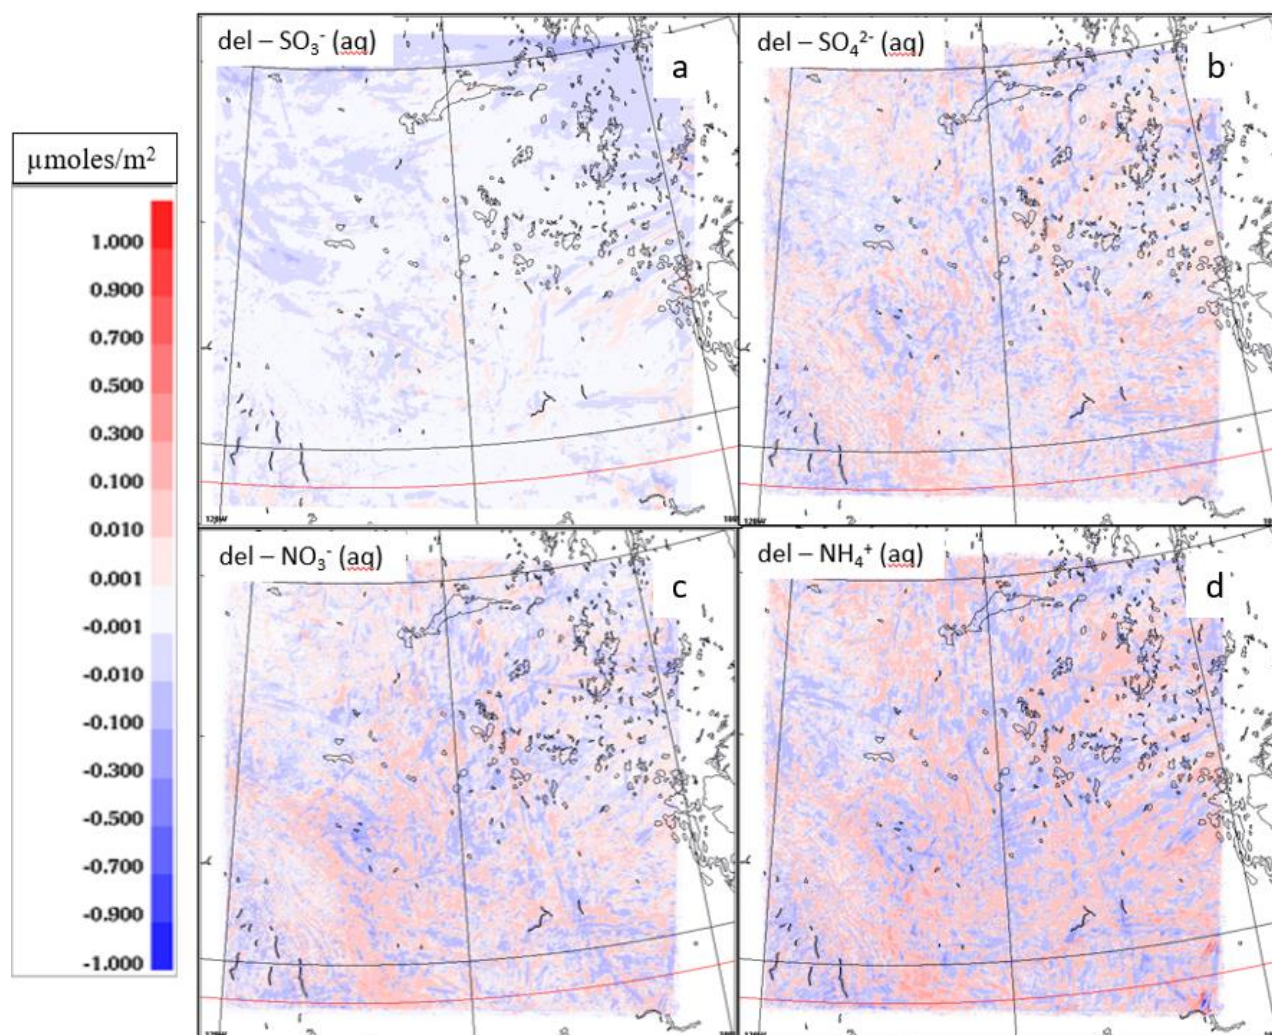 del – SO₃⁻ (aq)
a
del – SO₄²⁻ (aq)
b
µmoles/m²
1.000
0.900
0.700
0.500
0.300
0.100
0.010
0.001
-0.001
-0.010
-0.100
-0.300
-0.500
-0.700
-0.900
-1.000
120W
del – NO₃⁻ (aq)
c
del – NH₄⁺ (aq)
d